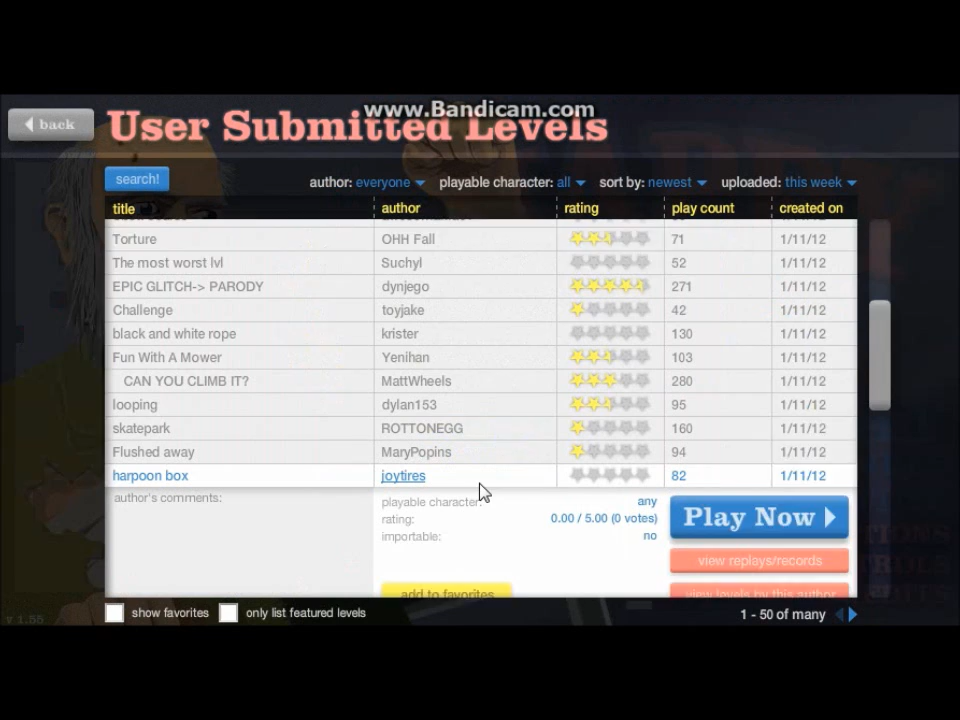 www.Bandicam.com
back
User Submitted Levels
search!
author: everyone playable character: all sort by: newest uploaded: this week
title author rating play count created on
Torture OHH Fall 71 1/11/12
The most worst lvl Suchyl 52 1/11/12
EPIC GLITCH-> PARODY dynjego 271 1/11/12
Challenge toyjake 42 1/11/12
black and white rope krister 130 1/11/12
Fun With A Mower Yenihan 103 1/11/12
CAN YOU CLIMB IT? MattWheels 280 1/11/12
looping dylan153 95 1/11/12
skatepark ROTTONEGG 160 1/11/12
Flushed away MaryPopins 94 1/11/12
harpoon box joytires 82 1/11/12
author's comments:
playable character: any
rating: 0.00 / 5.00 (0 votes)
importable: no
Play Now
view replays/records
add to favorites
view levels by this author
show favorites only list featured levels
1 - 50 of many
v 1.55